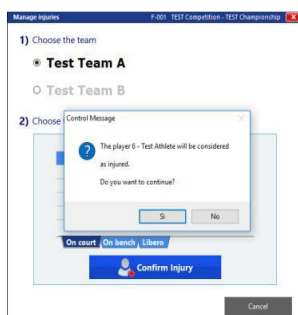 Manage injuries F-001 TEST Competition - TEST Championship
1) Choose the team
Test Team A
Test Team B
2) Choose
Control Message
The player 6 - Test Athlete will be considered
as injured.
Do you want to continue?
Si No
On court On bench Libero
Confirm Injury
Cancel